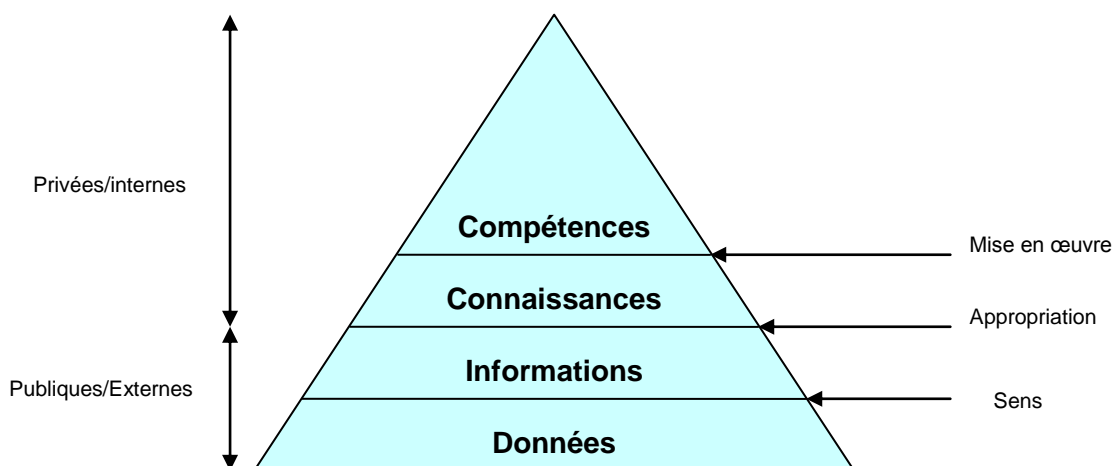 Privées/internes
Compétences
Mise en œuvre
Connaissances
Appropriation
Informations
Publiques/Externes
Sens
Données